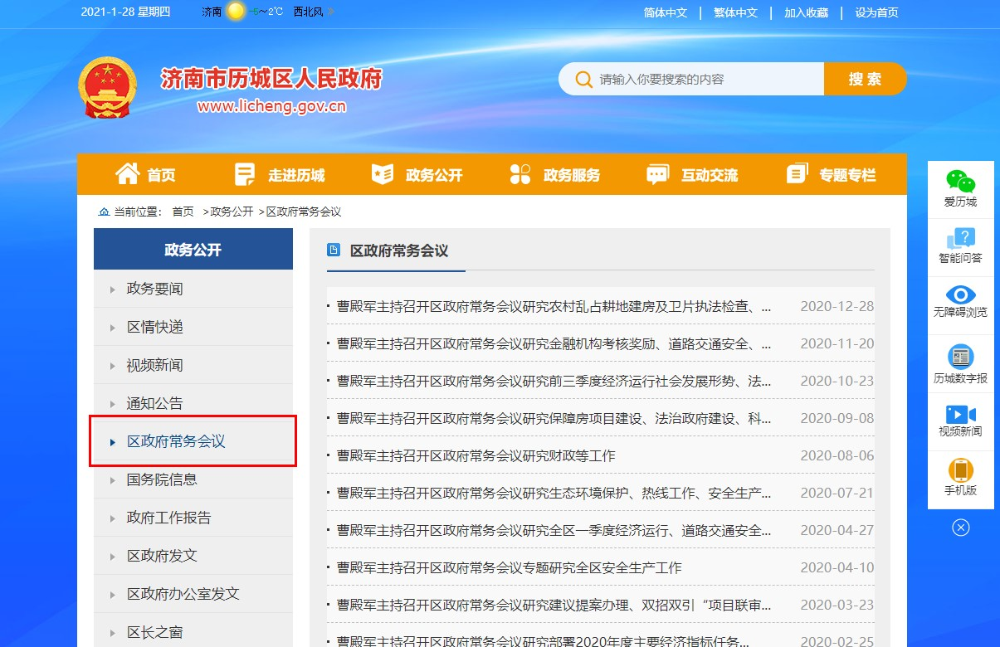 2021-1-28 星期四
济南 -5～2℃ 西北风
简体中文 | 繁体中文 | 加入收藏 | 设为首页
济南市历城区人民政府
www.licheng.gov.cn
请输入你要搜索的内容
搜 索
首页 走进历城 政务公开 政务服务 互动交流 专题专栏
当前位置： 首页 >政务公开 >区政府常务会议
政务公开
政务要闻
区情快递
视频新闻
通知公告
区政府常务会议
国务院信息
政府工作报告
区政府发文
区政府办公室发文
区长之窗
区政府常务会议
曹殿军主持召开区政府常务会议研究农村乱占耕地建房及卫片执法检查、... 2020-12-28
曹殿军主持召开区政府常务会议研究金融机构考核奖励、道路交通安全、... 2020-11-20
曹殿军主持召开区政府常务会议研究前三季度经济运行社会发展形势、法... 2020-10-23
曹殿军主持召开区政府常务会议研究保障房项目建设、法治政府建设、科... 2020-09-08
曹殿军主持召开区政府常务会议研究财政等工作 2020-08-06
曹殿军主持召开区政府常务会议研究生态环境保护、热线工作、安全生产... 2020-07-21
曹殿军主持召开区政府常务会议研究全区一季度经济运行、道路交通安全... 2020-04-27
曹殿军主持召开区政府常务会议专题研究全区安全生产工作 2020-04-10
曹殿军主持召开区政府常务会议研究建议提案办理、双招双引“项目联审... 2020-03-23
曹殿军主持召开区政府常务会议研究部署2020年度主要经济指标任务... 2020-02-25
爱历城
智能问答
无障碍浏览
历城数字报
视频新闻
手机版